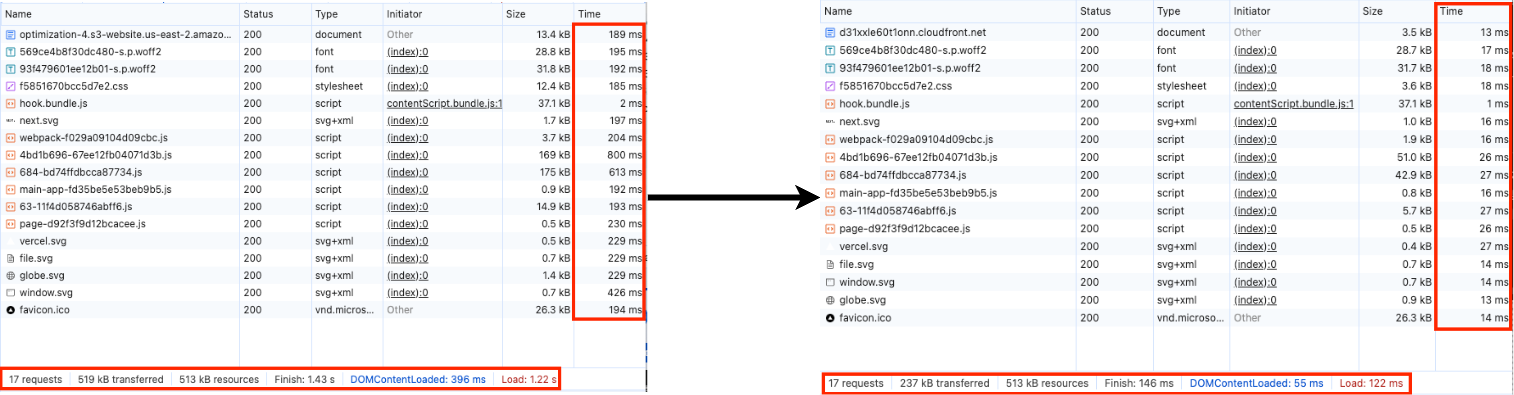 Name Status Type Initiator Size Time
optimization-4.s3-website.us-east-2.amazo... 200 document Other 13.4 kB 189 ms
569ce4b8f30dc480-s.p.woff2 200 font (index):0 28.8 kB 195 ms
93f479601ee12b01-s.p.woff2 200 font (index):0 31.8 kB 192 ms
f5851670bcc5d7e2.css 200 stylesheet (index):0 12.4 kB 185 ms
hook.bundle.js 200 script contentScript.bundle.js:1 37.1 kB 2 ms
next.svg 200 svg+xml (index):0 1.7 kB 197 ms
webpack-f029a09104d09cbc.js 200 script (index):0 3.7 kB 204 ms
4bd1b696-67ee12fb04071d3b.js 200 script (index):0 169 kB 800 ms
684-bd74ffdbcca87734.js 200 script (index):0 175 kB 613 ms
main-app-fd35be5e53beb9b5.js 200 script (index):0 0.9 kB 192 ms
63-11f4d058746abff6.js 200 script (index):0 14.9 kB 193 ms
page-d92f3f9d12bcacee.js 200 script (index):0 0.5 kB 230 ms
vercel.svg 200 svg+xml (index):0 0.5 kB 229 ms
file.svg 200 svg+xml (index):0 0.7 kB 229 ms
globe.svg 200 svg+xml (index):0 1.4 kB 229 ms
window.svg 200 svg+xml (index):0 0.7 kB 426 ms
favicon.ico 200 vnd.micros... Other 26.3 kB 194 ms
17 requests 519 kB transferred 513 kB resources Finish: 1.43 s DOMContentLoaded: 396 ms Load: 1.22 s
Name Status Type Initiator Size Time
d31xxle60t1onn.cloudfront.net 200 document Other 3.5 kB 13 ms
569ce4b8f30dc480-s.p.woff2 200 font (index):0 28.7 kB 17 ms
93f479601ee12b01-s.p.woff2 200 font (index):0 31.7 kB 18 ms
f5851670bcc5d7e2.css 200 stylesheet (index):0 3.6 kB 18 ms
hook.bundle.js 200 script contentScript.bundle.js:1 37.1 kB 1 ms
next.svg 200 svg+xml (index):0 1.0 kB 16 ms
webpack-f029a09104d09cbc.js 200 script (index):0 1.9 kB 16 ms
4bd1b696-67ee12fb04071d3b.js 200 script (index):0 51.0 kB 26 ms
684-bd74ffdbcca87734.js 200 script (index):0 42.9 kB 27 ms
main-app-fd35be5e53beb9b5.js 200 script (index):0 0.8 kB 16 ms
63-11f4d058746abff6.js 200 script (index):0 5.7 kB 27 ms
page-d92f3f9d12bcacee.js 200 script (index):0 0.5 kB 26 ms
vercel.svg 200 svg+xml (index):0 0.4 kB 27 ms
file.svg 200 svg+xml (index):0 0.7 kB 14 ms
window.svg 200 svg+xml (index):0 0.7 kB 14 ms
globe.svg 200 svg+xml (index):0 0.9 kB 13 ms
favicon.ico 200 vnd.microso... Other 26.3 kB 14 ms
17 requests 237 kB transferred 513 kB resources Finish: 146 ms DOMContentLoaded: 55 ms Load: 122 ms